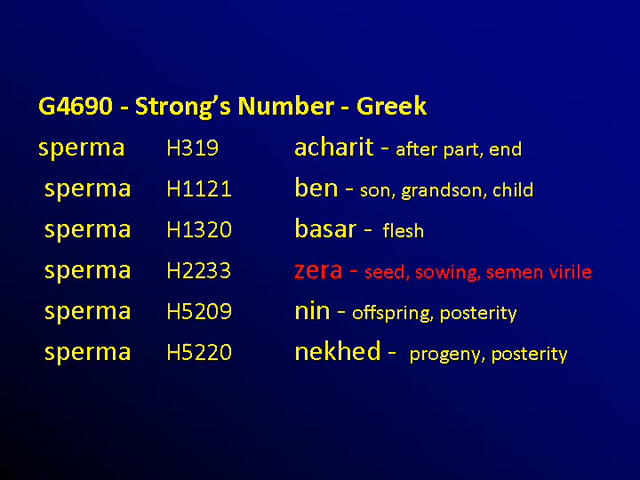 G4690 - Strong’s Number - Greek
sperma H319 acharit - after part, end
sperma H1121 ben - son, grandson, child
sperma H1320 basar - flesh
sperma H2233 zera - seed, sowing, semen virile
sperma H5209 nin - offspring, posterity
sperma H5220 nekhed - progeny, posterity